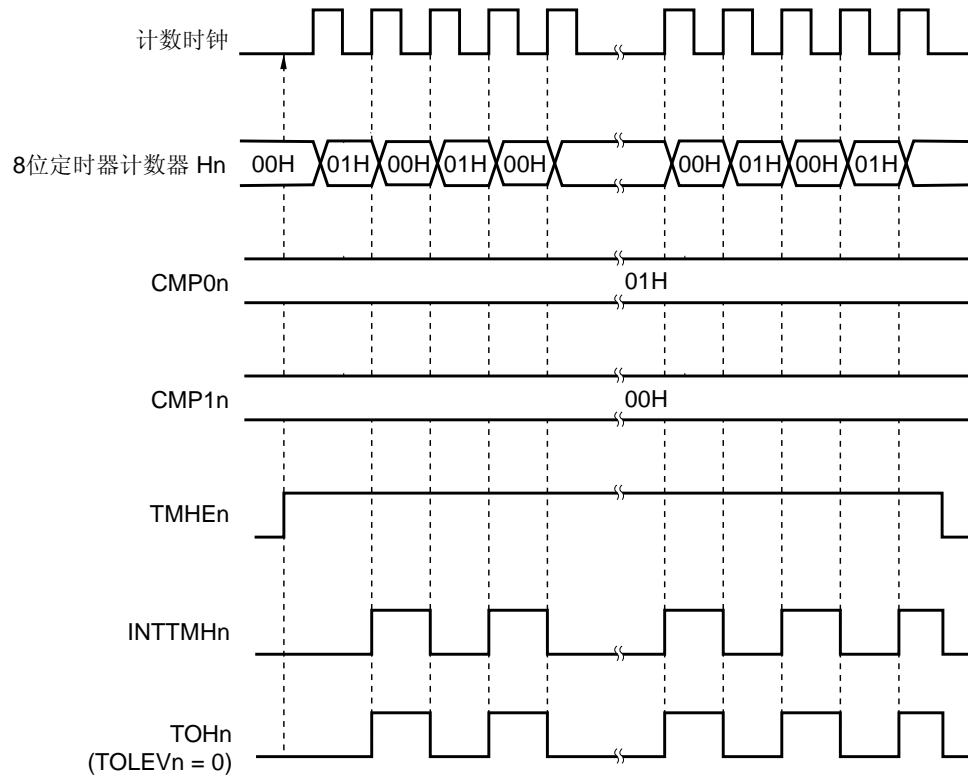 计数时钟
8位定时器计数器 Hn 00H 01H 00H 01H 00H 00H 01H 00H 01H
CMP0n 01H
CMP1n 00H
TMHEn
INTTMHn
TOHn
(TOLEVn = 0)